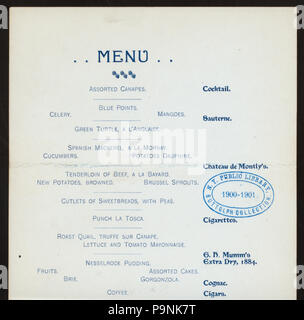 .. MENU ..
Assorted Canapes.
Cocktail.
Blue Points.
Celery. Mangoes.
Sauterne.
Green Turtle, a l'Anglaise.
Spanish Mackerel, a la Mornay.
Cucumbers. Potatoes Dauphine.
Chateau de Montly's.
Tenderloin of Beef, a la Bayard.
New Potatoes, browned. Brussel Sprouts.
N.Y. PUBLIC LIBRARY
1900-1901
BUTTOLPH COLLECTION
Cutlets of Sweetbreads, with Peas.
Punch la Tosca.
Cigarettes.
Roast Quail, truffe sur Canape.
Lettuce and Tomato Mayonnaise.
G. H. Mumm's
Extra Dry, 1884.
Nesselrode Pudding.
Fruits. Assorted Cakes.
Brie. Gorgonzola.
Cognac.
Coffee
Cigars.
alamy
P9NK7T